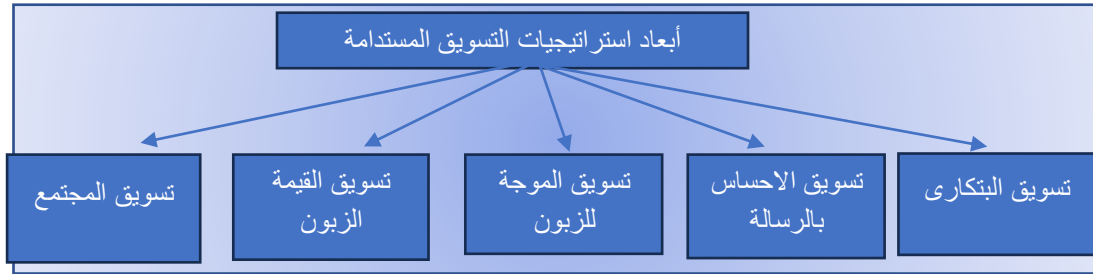 أبعاد استراتيجيات التسويق المستدامة
تسويق البتكارى
تسويق الاحساس
بالرسالة
تسويق الموجة
للزبون
تسويق القيمة
الزبون
تسويق المجتمع